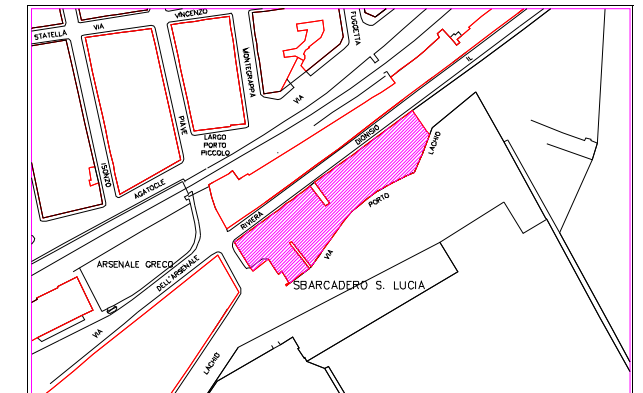 STATELLA
VIA
VINCENZO
FUGGETTA
MONTEGRAPPA
VIA
IL
PIAVE
LARGO
PORTO
PICCOLO
DIONISIO
LACHIO
ISONZO
AGATOCLE
RIVIERA
PORTO
VIA
ARSENALE GRECO
DELL'ARSENALE
SBARCADERO S. LUCIA
VIA
LACHIO